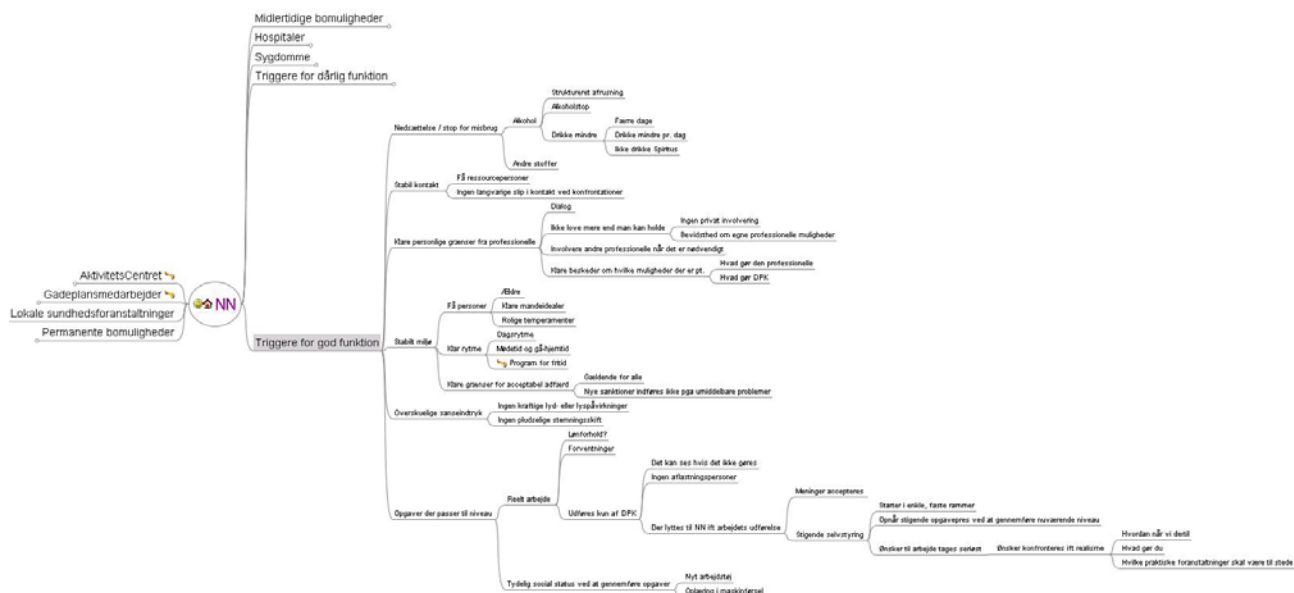 Midlertidige bomuligheder
Hospitaler
Sygdomme
Triggere for dårlig funktion
AktivitetsCentret
Gadeplansmedarbejder
Lokale sundhedsforanstaltninger
Permanente bomuligheder
NN
Triggere for god funktion
Nedsættelse / stop for misbrug
Alkohol
Struktureret afrusning
Alkoholstop
Drikke mindre
Færre dage
Drikke mindre pr. dag
Ikke drikke Spiritus
Andre stoffer
Stabil kontakt
Få ressourcepersoner
Ingen langvarige slip i kontakt ved konfrontationer
Klare personlige grænser fra professionelle
Dialog
Ikke love mere end man kan holde
Ingen privat involvering
Bevidsthed om egne professionelle muligheder
Involvere andre professionelle når det er nødvendigt
Klare beskeder om hvilke muligheder der er pt.
Hvad gør den professionelle
Hvad gør DPK
Stabilt miljø
Få personer
Ældre
Klare mandeidealer
Rolige temperamenter
Klar rytme
Døgnrytme
Mødetid og gå-hjemtid
Program for fritid
Klare grænser for acceptabel adfærd
Gældende for alle
Nye sanktioner indføres ikke pga umiddelbare problemer
Overskuelige sanseindtryk
Ingen kraftige lyd- eller lyspåvirkninger
Ingen pludselige stemningsskift
Opgaver der passer til niveau
Reelt arbejde
Lønforhold?
Forventninger
Udføres kun af DPK
Det kan ses hvis det ikke gøres
Ingen aflastningspersoner
Der lyttes til NN ift arbejdets udførelse
Meninger accepteres
Stigende selvstyring
Starter i enkle, faste rammer
Opnår stigende opgavepres ved at gennemføre nuværende niveau
Ønsker til arbejde tages seriøst
Ønsker konfronteres ift realisme
Hvordan når vi dertil
Hvad gør du
Hvilke praktiske foranstaltninger skal være til stede
Tydelig social status ved at gennemføre opgaver
Nyt arbejdstøj
Oplæring i maskinførsel